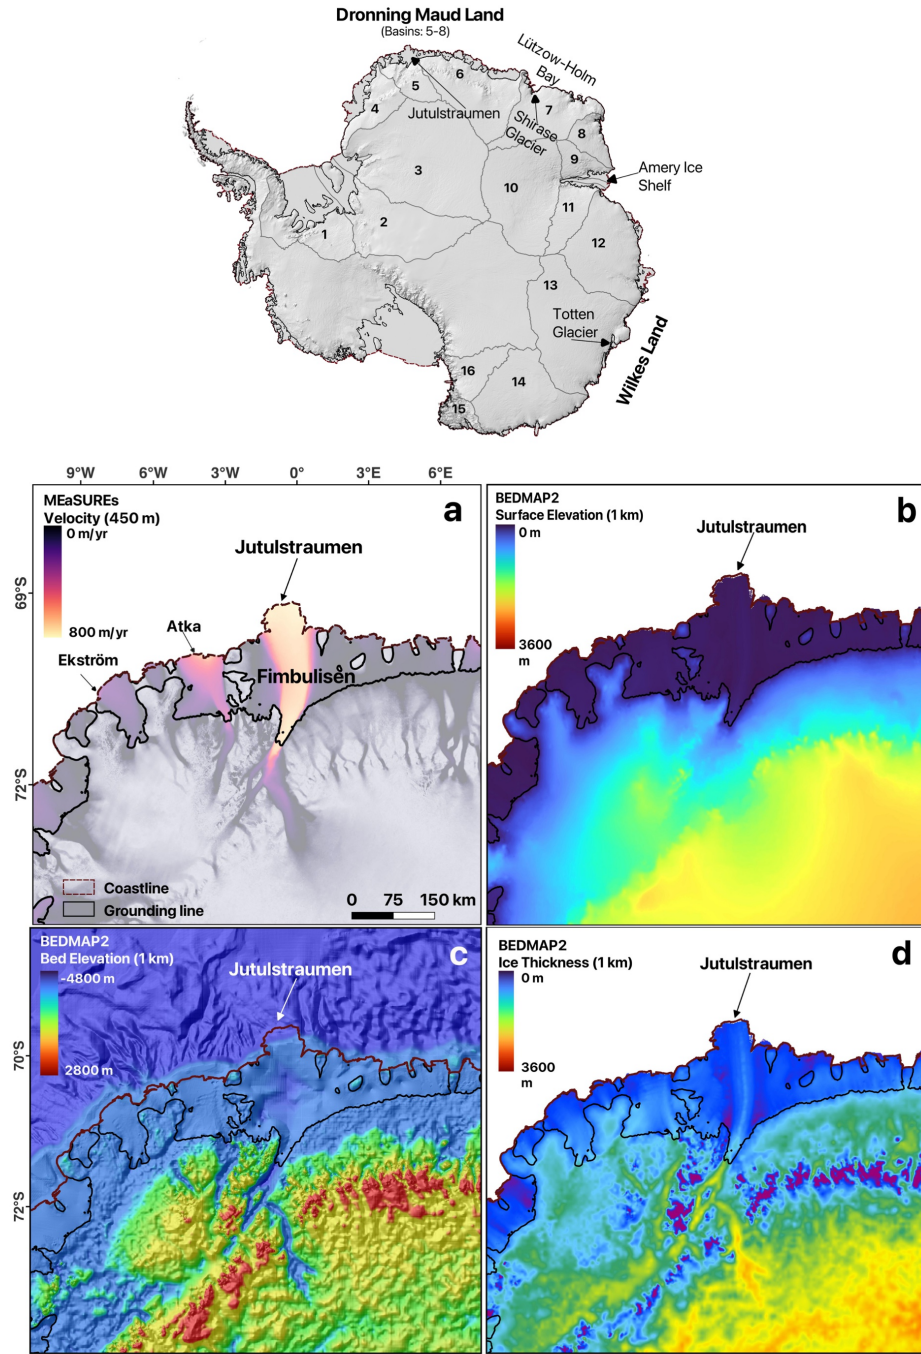 Dronning Maud Land
(Basins: 5-8)
Lützow-Holm
Bay
6
5
4
Jutulstraumen
7
Shirase
Glacier
8
9
3
10
Amery Ice
Shelf
11
2
1
12
13
Totten
Glacier
Wilkes Land
16
14
15
9°W 6°W 3°W 0° 3°E 6°E
69°S
72°S
MEaSUREs
Velocity (450 m)
0 m/yr
800 m/yr
a
Jutulstraumen
Atka
Ekström
Fimbulisen
Coastline
Grounding line
0 75 150 km
BEDMAP2
Surface Elevation (1 km)
0 m
3600
m
b
Jutulstraumen
70°S
72°S
BEDMAP2
Bed Elevation (1 km)
-4800 m
2800 m
c
Jutulstraumen
BEDMAP2
Ice Thickness (1 km)
0 m
3600
m
d
Jutulstraumen